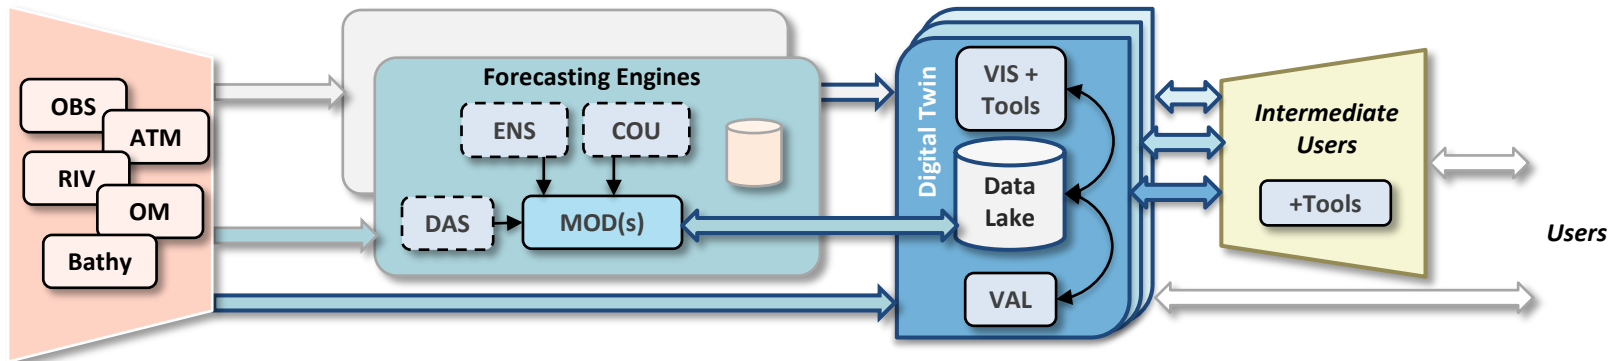 OBS
ATM
RIV
OM
Bathy
Forecasting Engines
ENS
COU
DAS
MOD(s)
Digital Twin
VIS +
Tools
Data
Lake
VAL
Intermediate
Users
+Tools
Users